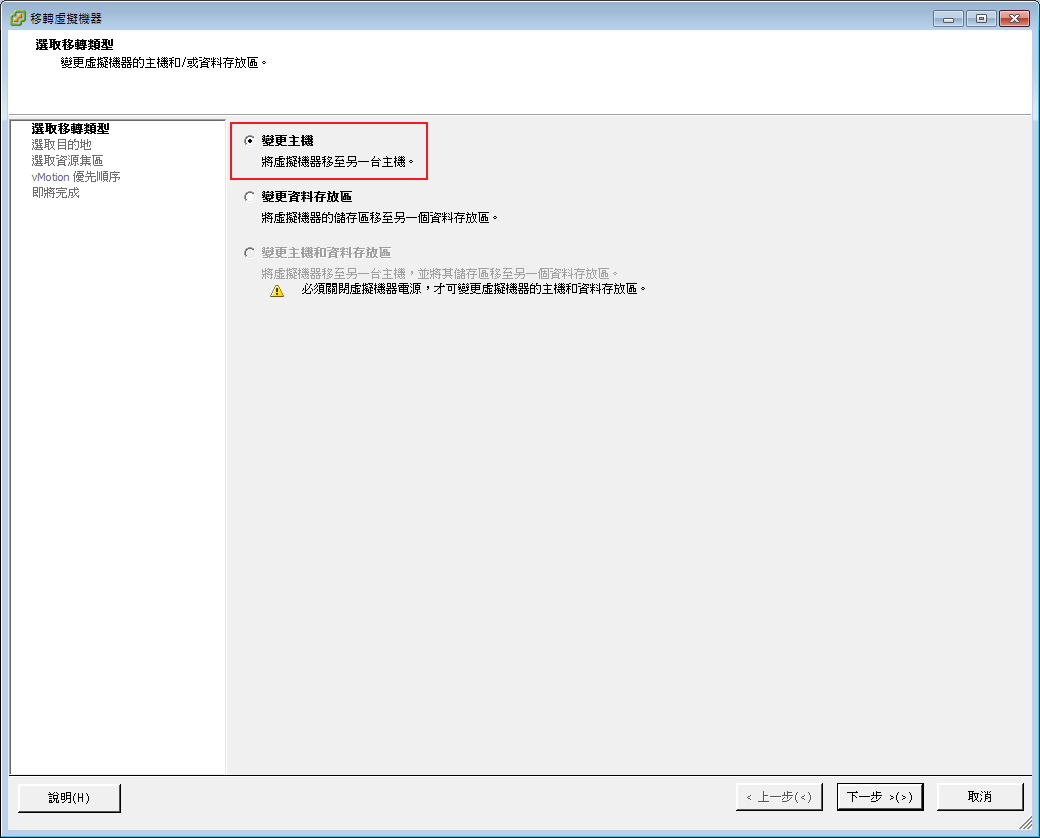 移轉虛擬機器
選取移轉類型
變更虛擬機器的主機和/或資料存放區。
選取移轉類型
選取目的地
選取資源集區
vMotion 優先順序
即將完成
變更主機
將虛擬機器移至另一台主機。
變更資料存放區
將虛擬機器的儲存區移至另一個資料存放區。
變更主機和資料存放區
將虛擬機器移至另一台主機，並將其儲存區移至另一個資料存放區。
必須關閉虛擬機器電源，才可變更虛擬機器的主機和資料存放區。
說明(H)
< 上一步(<)
下一步 >(>)
取消